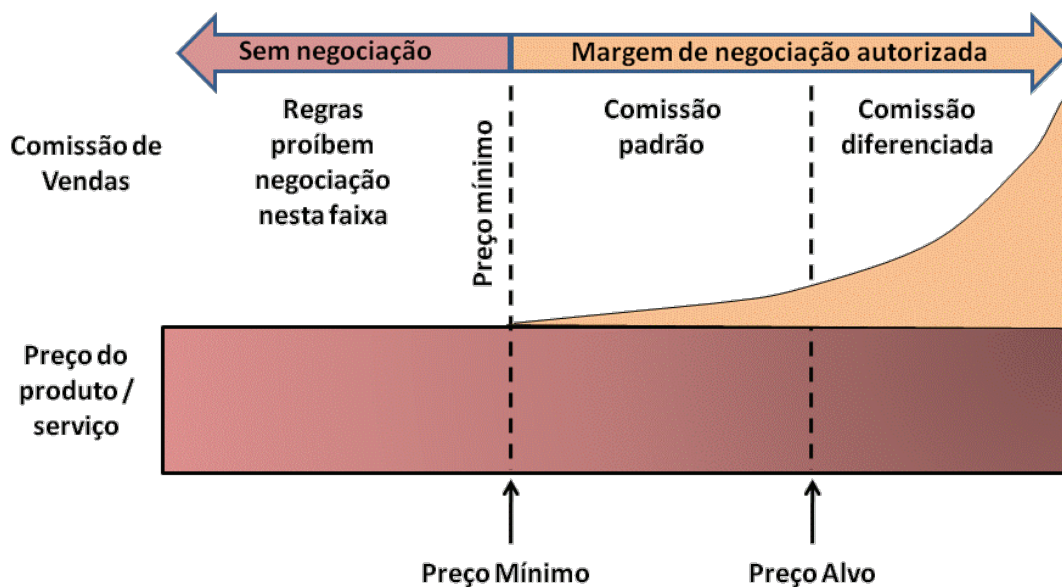 Sem negociação
Margem de negociação autorizada
Comissão de
Vendas
Regras
proíbem
negociação
nesta faixa
Preço mínimo
Comissão
padrão
Comissão
diferenciada
Preço do
produto /
serviço
Preço Mínimo
Preço Alvo